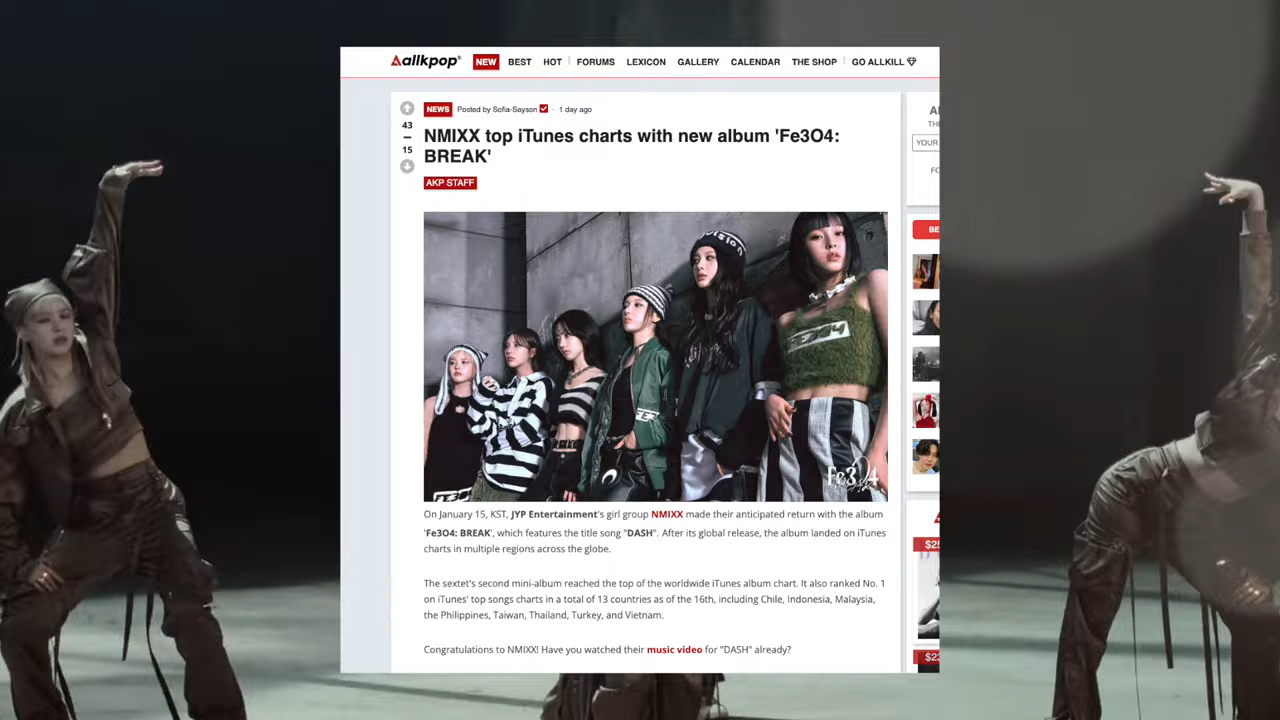 allkpop
NEW BEST HOT FORUMS LEXICON GALLERY CALENDAR THE SHOP GO ALLKILL
NEWS Posted by Sofia-Sayson · 1 day ago
43
15
NMIXX top iTunes charts with new album 'Fe3O4:
BREAK'
AKP STAFF
YOUR
BE
Fe3O4
On January 15, KST, JYP Entertainment's girl group NMIXX made their anticipated return with the album
'Fe3O4: BREAK', which features the title song "DASH". After its global release, the album landed on iTunes
charts in multiple regions across the globe.
The sextet's second mini-album reached the top of the worldwide iTunes album chart. It also ranked No. 1
on iTunes' top songs charts in a total of 13 countries as of the 16th, including Chile, Indonesia, Malaysia,
the Philippines, Taiwan, Thailand, Turkey, and Vietnam.
Congratulations to NMIXX! Have you watched their music video for "DASH" already?